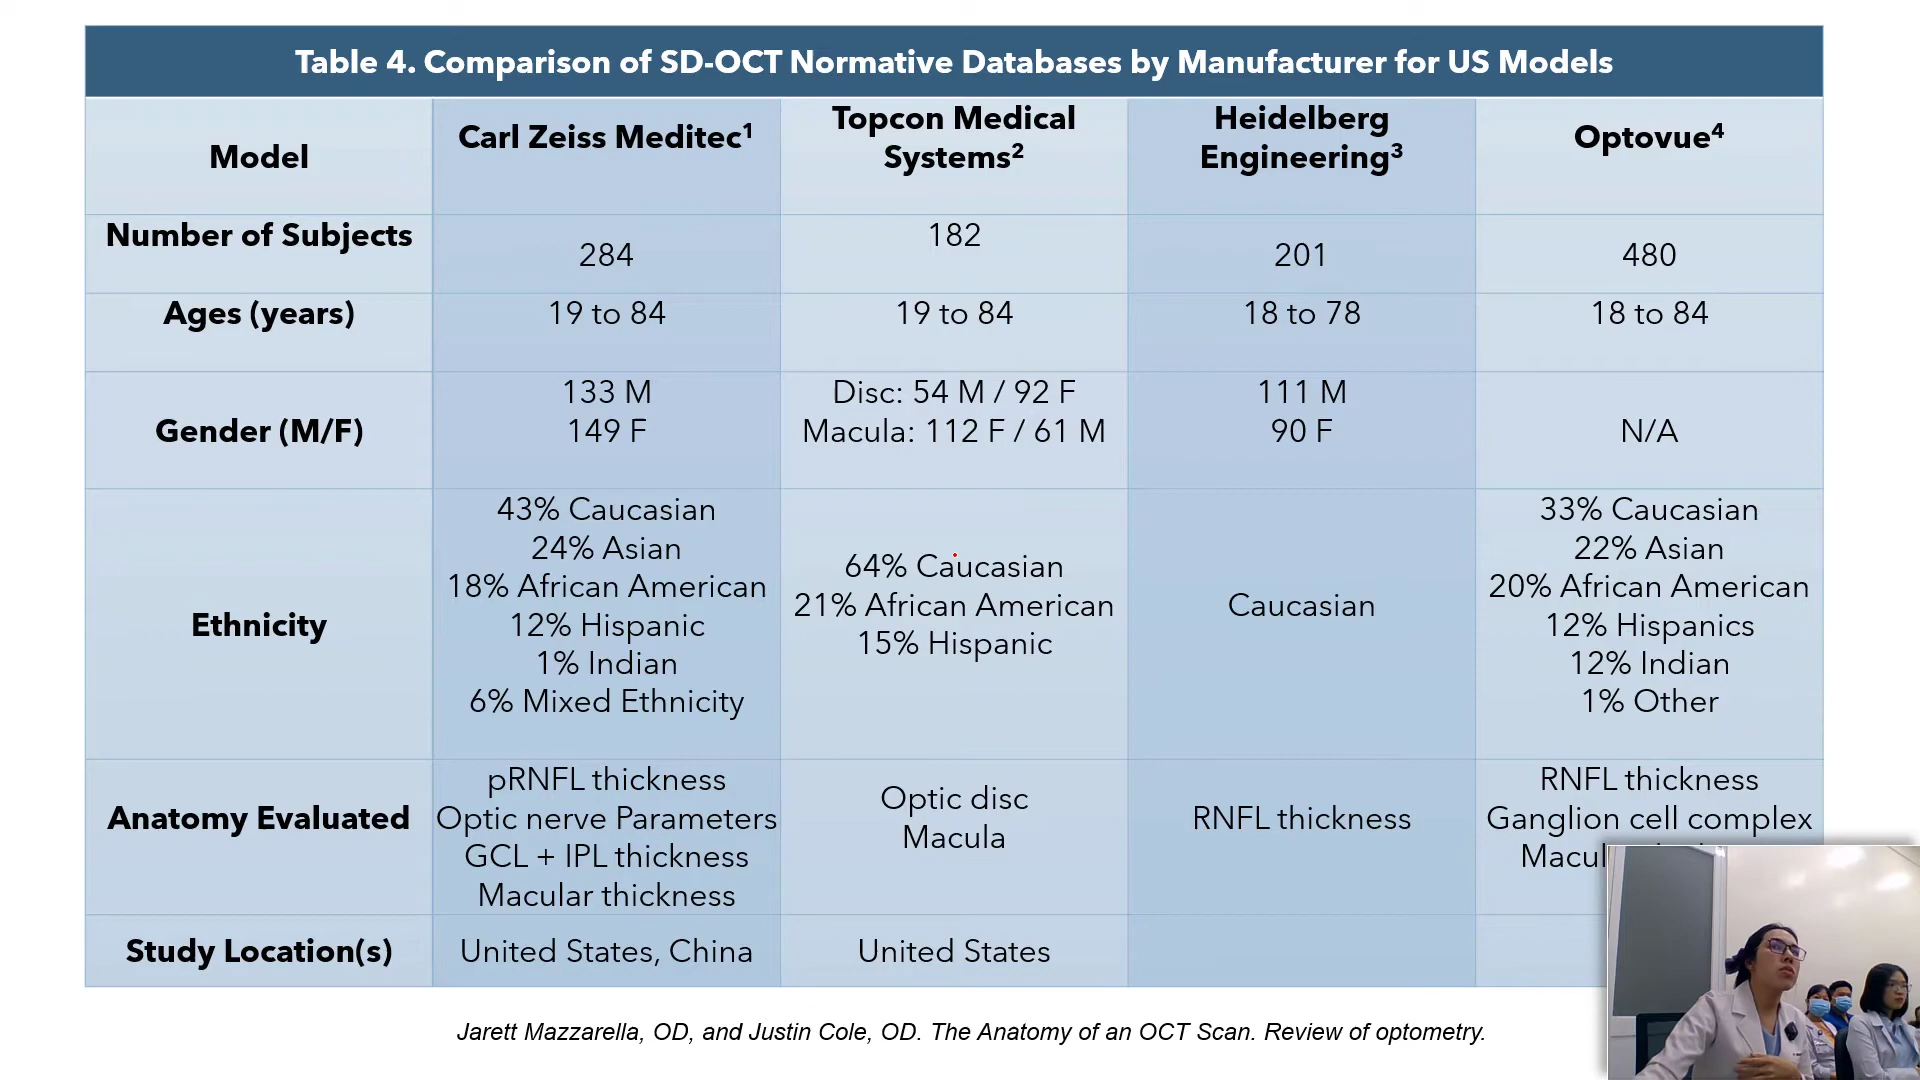 Table 4. Comparison of SD-OCT Normative Databases by Manufacturer for US Models
Model
Carl Zeiss Meditec1
Topcon Medical
Systems2
Heidelberg
Engineering3
Optovue4
Number of Subjects
284
182
201
480
Ages (years)
19 to 84
19 to 84
18 to 78
18 to 84
Gender (M/F)
133 M
149 F
Disc: 54 M / 92 F
Macula: 112 F / 61 M
111 M
90 F
N/A
Ethnicity
43% Caucasian
24% Asian
18% African American
12% Hispanic
1% Indian
6% Mixed Ethnicity
64% Caucasian
21% African American
15% Hispanic
Caucasian
33% Caucasian
22% Asian
20% African American
12% Hispanics
12% Indian
1% Other
Anatomy Evaluated
pRNFL thickness
Optic nerve Parameters
GCL + IPL thickness
Macular thickness
Optic disc
Macula
RNFL thickness
RNFL thickness
Ganglion cell complex
Study Location(s)
United States, China
United States
Jarett Mazzarella, OD, and Justin Cole, OD. The Anatomy of an OCT Scan. Review of optometry.